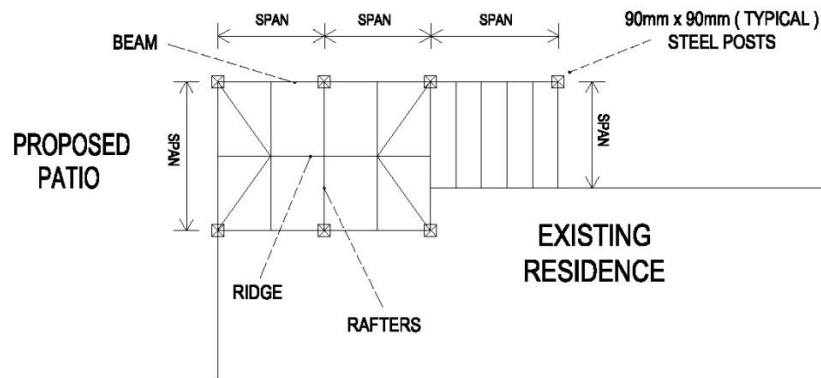 SPAN
SPAN
SPAN
90mm x 90mm ( TYPICAL )
STEEL POSTS
BEAM
PROPOSED
PATIO
SPAN
SPAN
EXISTING
RESIDENCE
RIDGE
RAFTERS